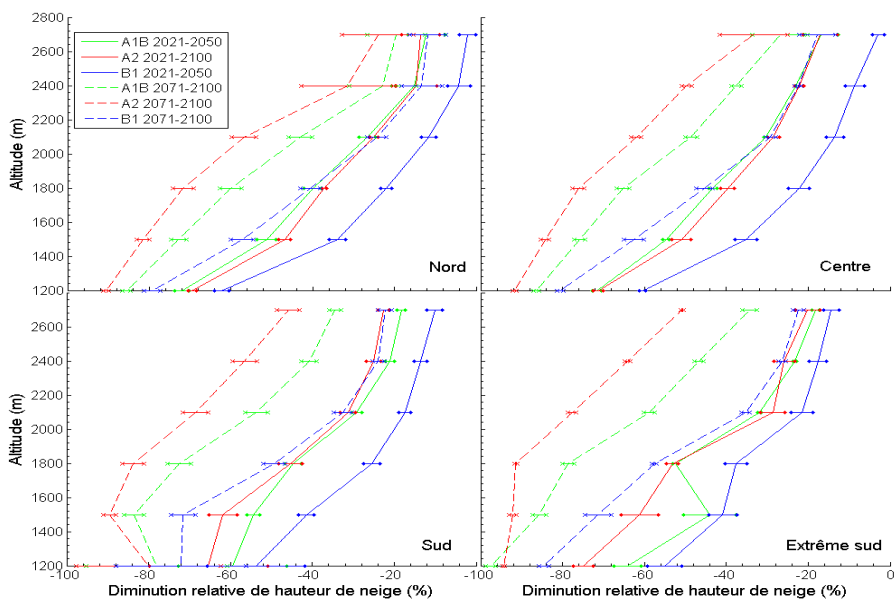 2800
2600
2400
2200
2000
1800
1600
1400
1200
Altitude (m)
A1B 2021-2050
A2 2021-2100
B1 2021-2050
A1B 2071-2100
A2 2071-2100
B1 2071-2100
Nord
Centre
2600
2400
2200
2000
1800
1600
1400
1200
Altitude (m)
Sud
Extrême sud
-100 -80 -60 -40 -20 -100 -80 -60 -40 -20 0
Diminution relative de hauteur de neige (%) Diminution relative de hauteur de neige (%)